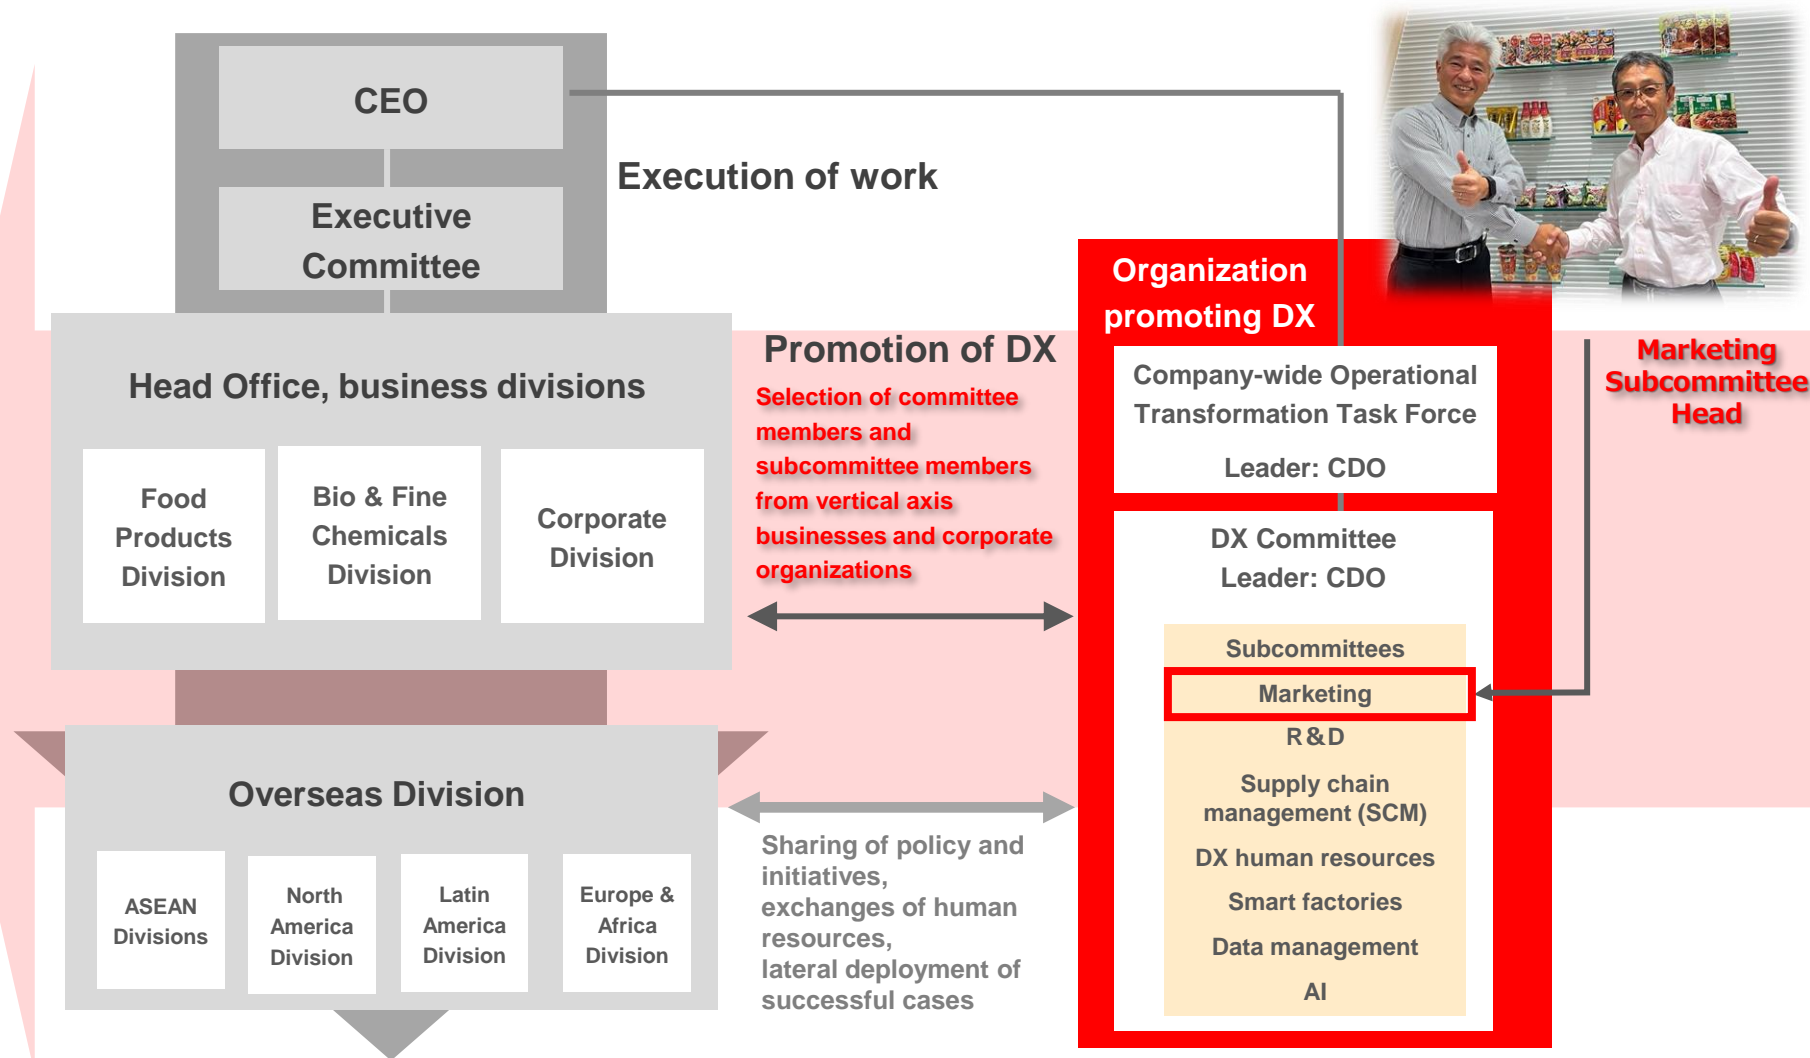 CEO
Executive
Committee
Execution of work
Head Office, business divisions
Food
Products
Division
Bio & Fine
Chemicals
Division
Corporate
Division
Promotion of DX
Selection of committee
members and
subcommittee members
from vertical axis
businesses and corporate
organizations
Overseas Division
ASEAN
Divisions
North
America
Division
Latin
America
Division
Europe &
Africa
Division
Sharing of policy and
initiatives,
exchanges of human
resources,
lateral deployment of
successful cases
Organization
promoting DX
Company-wide Operational
Transformation Task Force
Leader: CDO
DX Committee
Leader: CDO
Subcommittees
Marketing
R&D
Supply chain
management (SCM)
DX human resources
Smart factories
Data management
AI
Marketing
Subcommittee
Head